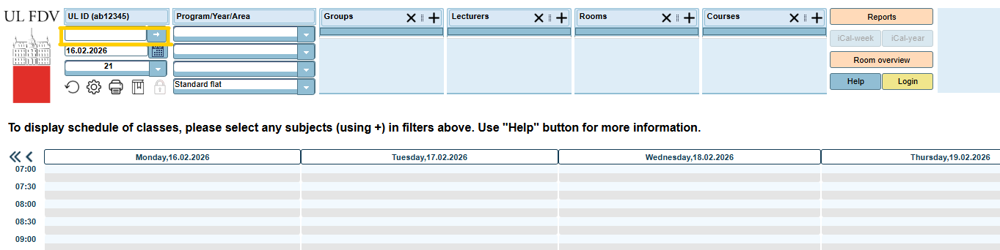 UL FDV
UL ID (ab12345)
Program/Year/Area
Groups
Lecturers
Rooms
Courses
Reports
16.02.2026
iCal-week
iCal-year
21
Room overview
Standard flat
Help
Login
To display schedule of classes, please select any subjects (using +) in filters above. Use "Help" button for more information.
Monday,16.02.2026
Tuesday,17.02.2026
Wednesday,18.02.2026
Thursday,19.02.2026
07:00
07:30
08:00
08:30
09:00